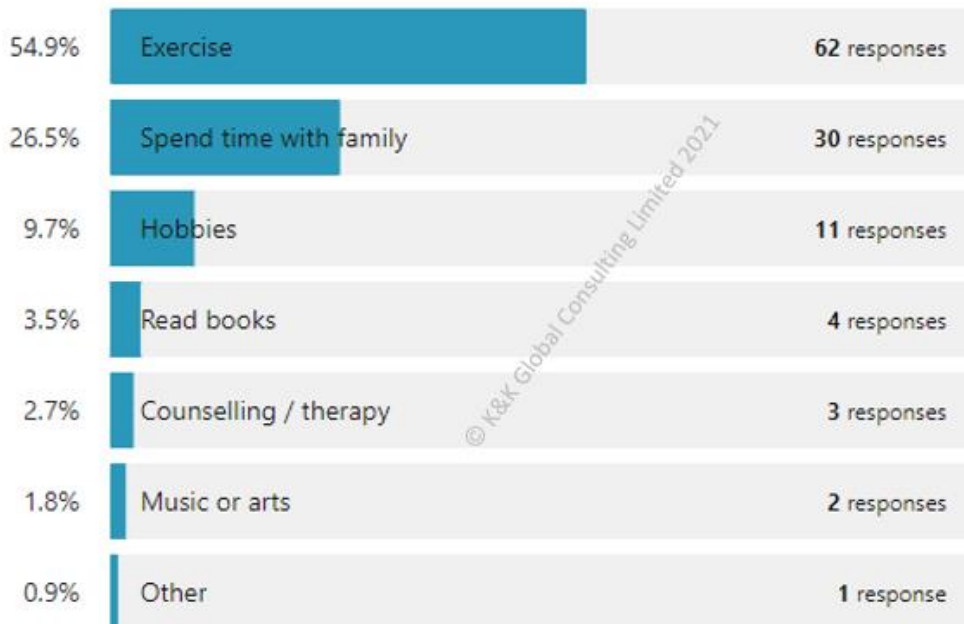 54.9% Exercise 62 responses
26.5% Spend time with family 30 responses
9.7% Hobbies 11 responses
3.5% Read books 4 responses
2.7% Counselling / therapy 3 responses
1.8% Music or arts 2 responses
0.9% Other 1 response
© K&K Global Consulting Limited 2021